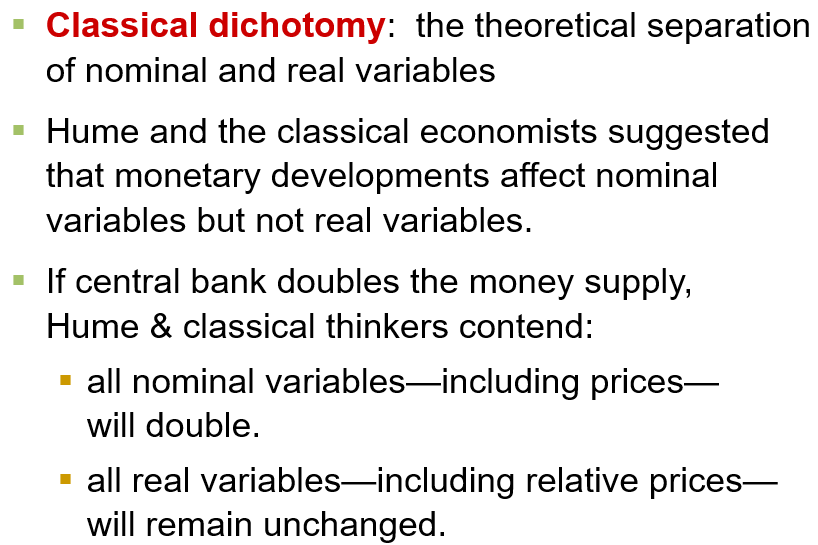 Classical dichotomy:  the theoretical separation
of nominal and real variables
Hume and the classical economists suggested
that monetary developments affect nominal
variables but not real variables.
If central bank doubles the money supply,
Hume & classical thinkers contend:
all nominal variables—including prices—
will double.
all real variables—including relative prices—
will remain unchanged.